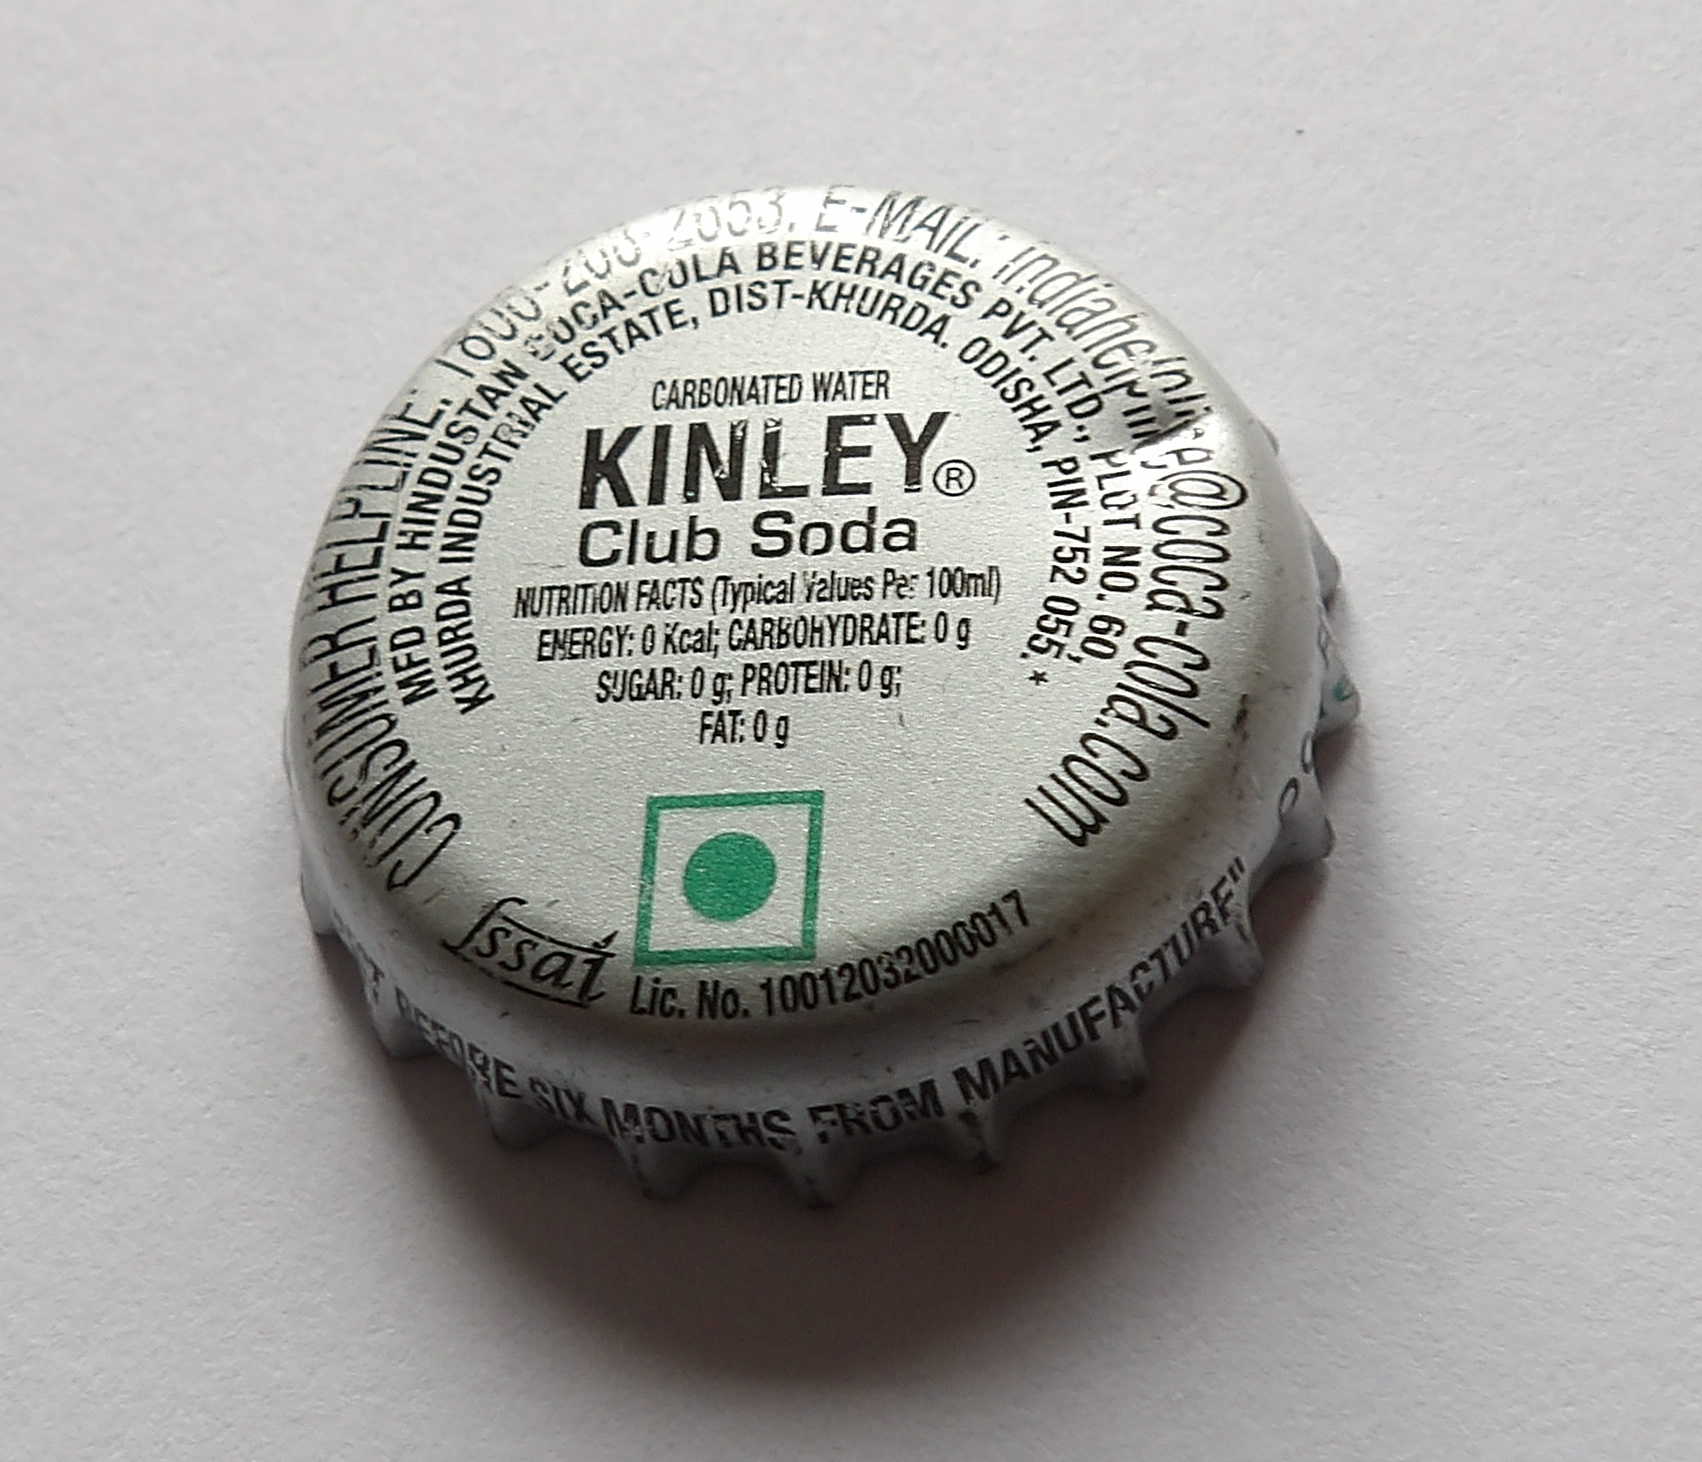 CONSUMER HELPLINE: 1800-208-2653. E-MAIL: indiahelpline@coca-cola.com
MFD BY HINDUSTAN COCA-COLA BEVERAGES PVT. LTD., PLOT NO. 60,
KHURDA INDUSTRIAL ESTATE, DIST-KHURDA. ODISHA, PIN-752 055.*
CARBONATED WATER
KINLEY®
Club Soda
NUTRITION FACTS (Typical Values Per 100ml)
ENERGY: 0 Kcal; CARBOHYDRATE: 0 g
SUGAR: 0 g; PROTEIN: 0 g;
FAT: 0 g
fssai Lic. No. 10012032000017
BEST BEFORE SIX MONTHS FROM MANUFACTURE"